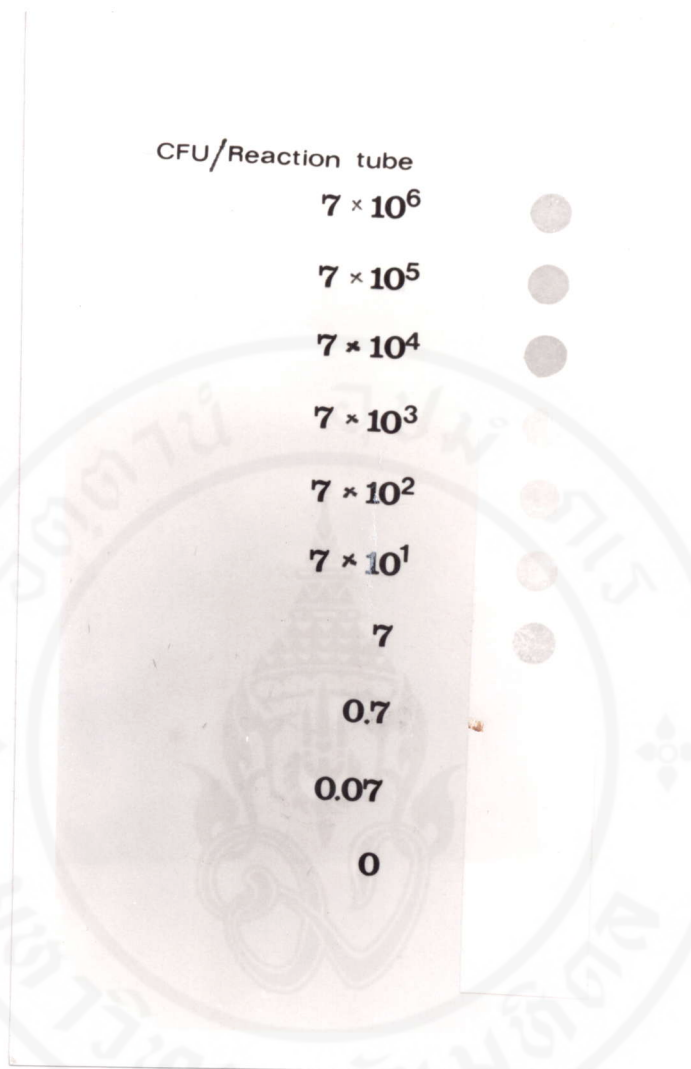 CFU/Reaction tube
7 × 10⁶
7 × 10⁵
7 × 10⁴
7 × 10³
7 × 10²
7 × 10¹
7
0.7
0.07
0